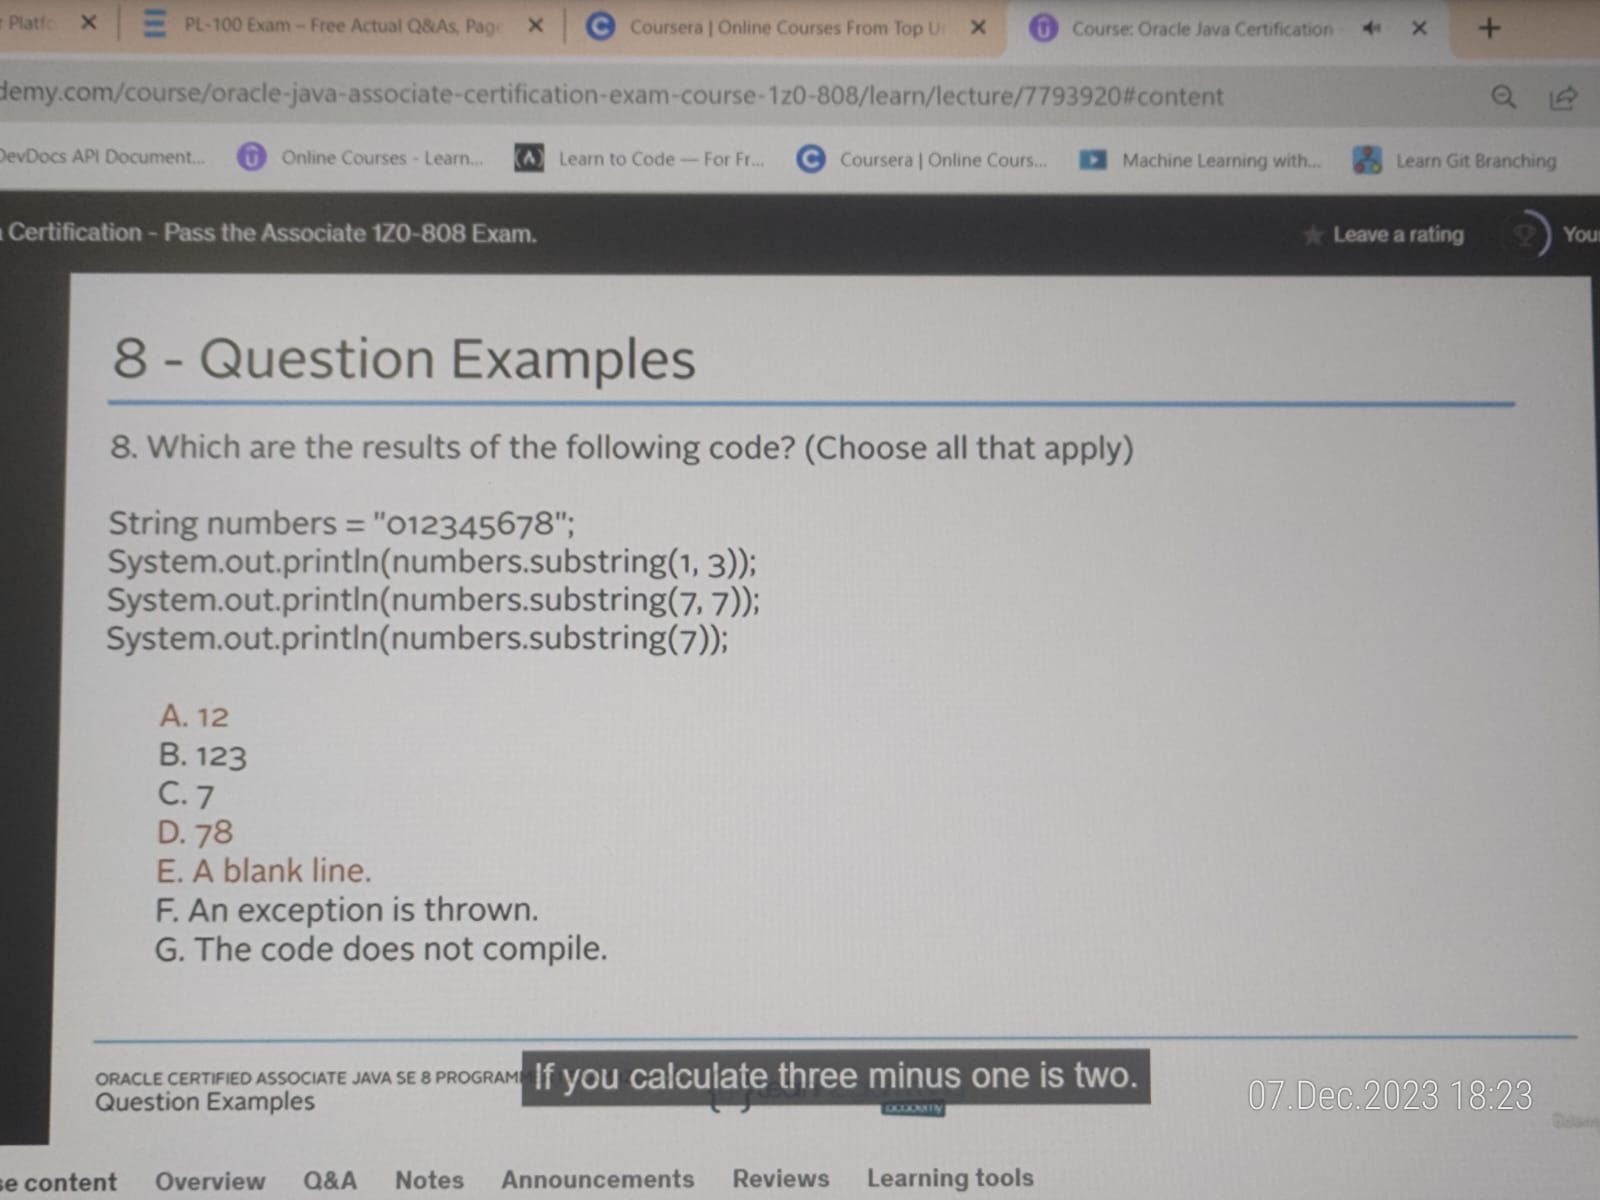 Platfo
PL-100 Exam – Free Actual Q&As, Page
Coursera | Online Courses From Top U
Course: Oracle Java Certification
demy.com/course/oracle-java-associate-certification-exam-course-1z0-808/learn/lecture/7793920#content
DevDocs API Document...
Online Courses - Learn...
Learn to Code — For Fr...
Coursera | Online Cours...
Machine Learning with...
Learn Git Branching
Certification - Pass the Associate 1Z0-808 Exam.
Leave a rating
You
8 - Question Examples
8. Which are the results of the following code? (Choose all that apply)
String numbers = "012345678";
System.out.println(numbers.substring(1, 3));
System.out.println(numbers.substring(7, 7));
System.out.println(numbers.substring(7));
A. 12
B. 123
C. 7
D. 78
E. A blank line.
F. An exception is thrown.
G. The code does not compile.
ORACLE CERTIFIED ASSOCIATE JAVA SE 8 PROGRAMM
Question Examples
If you calculate three minus one is two.
academy
07.Dec.2023 18:23
se content
Overview
Q&A
Notes
Announcements
Reviews
Learning tools